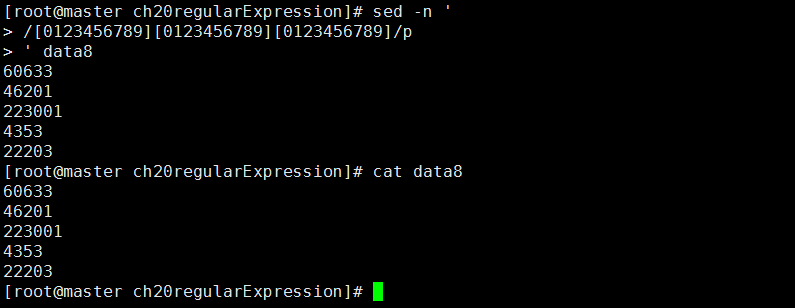 [root@master ch20regularExpression]# sed -n '
> /[0123456789][0123456789][0123456789]/p
> ' data8
60633
46201
223001
4353
22203
[root@master ch20regularExpression]# cat data8
60633
46201
223001
4353
22203
[root@master ch20regularExpression]#